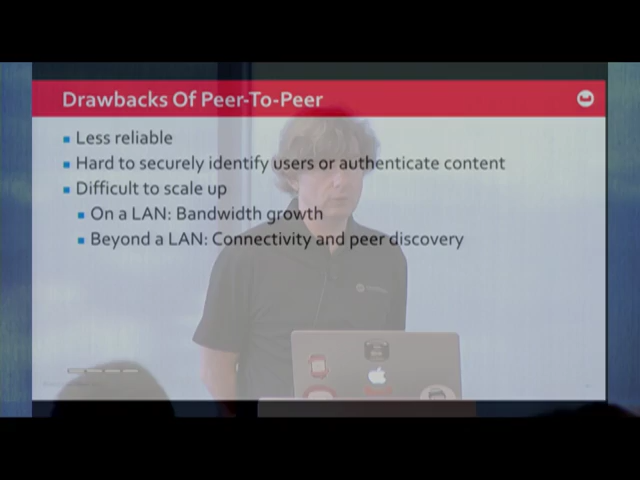 Drawbacks Of Peer-To-Peer
Less reliable
Hard to securely identify users or authenticate content
Difficult to scale up
On a LAN: Bandwidth growth
Beyond a LAN: Connectivity and peer discovery